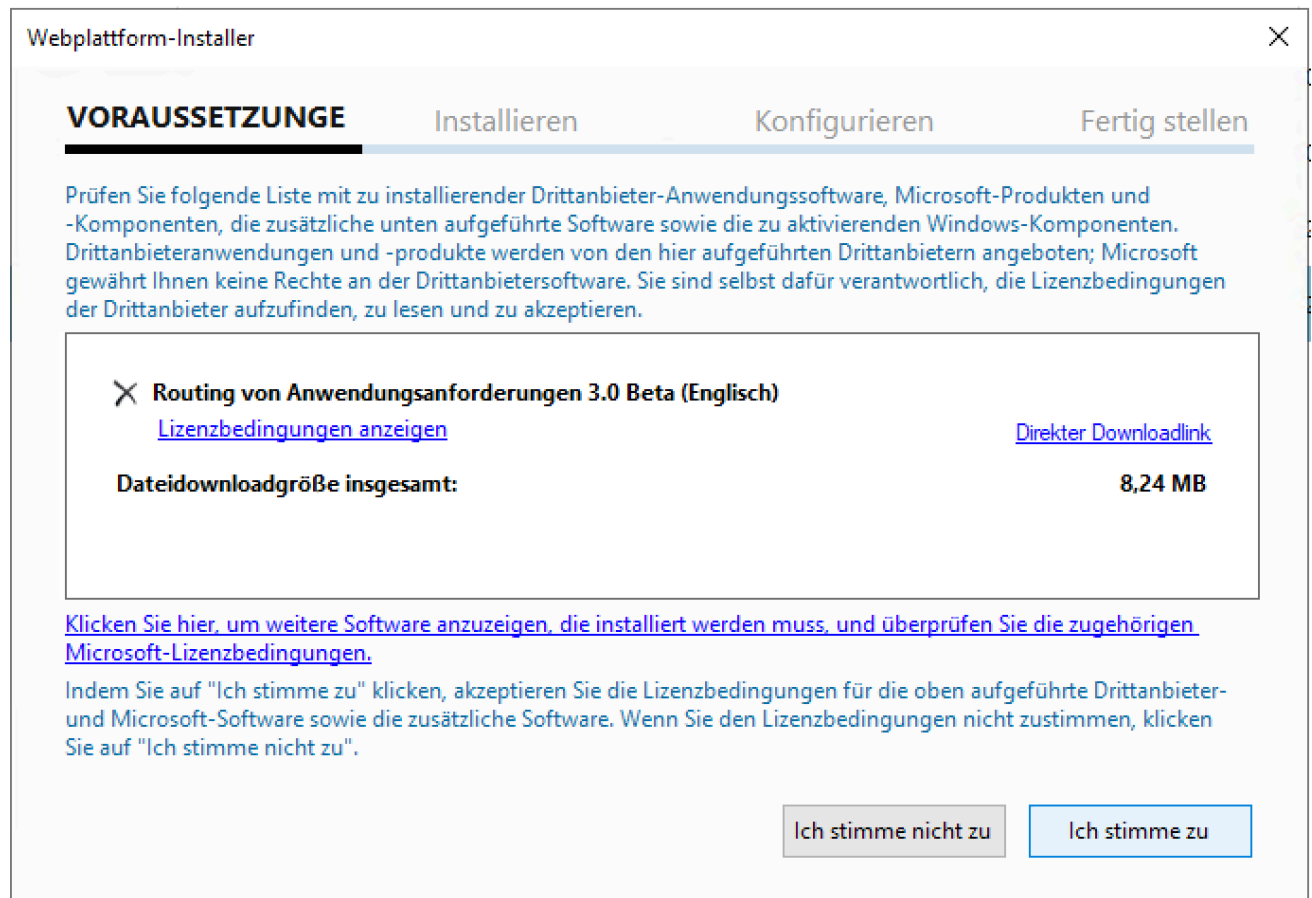 Webplattform-Installer
VORAUSSETZUNGE Installieren Konfigurieren Fertig stellen
Prüfen Sie folgende Liste mit zu installierender Drittanbieter-Anwendungssoftware, Microsoft-Produkten und
-Komponenten, die zusätzliche unten aufgeführte Software sowie die zu aktivierenden Windows-Komponenten.
Drittanbieteranwendungen und -produkte werden von den hier aufgeführten Drittanbietern angeboten; Microsoft
gewährt Ihnen keine Rechte an der Drittanbietersoftware. Sie sind selbst dafür verantwortlich, die Lizenzbedingungen
der Drittanbieter aufzufinden, zu lesen und zu akzeptieren.
Routing von Anwendungsanforderungen 3.0 Beta (Englisch)
Lizenzbedingungen anzeigen Direkter Downloadlink
Dateidownloadgröße insgesamt: 8,24 MB
Klicken Sie hier, um weitere Software anzuzeigen, die installiert werden muss, und überprüfen Sie die zugehörigen
Microsoft-Lizenzbedingungen.
Indem Sie auf "Ich stimme zu" klicken, akzeptieren Sie die Lizenzbedingungen für die oben aufgeführte Drittanbieter-
und Microsoft-Software sowie die zusätzliche Software. Wenn Sie den Lizenzbedingungen nicht zustimmen, klicken
Sie auf "Ich stimme nicht zu".
Ich stimme nicht zu Ich stimme zu